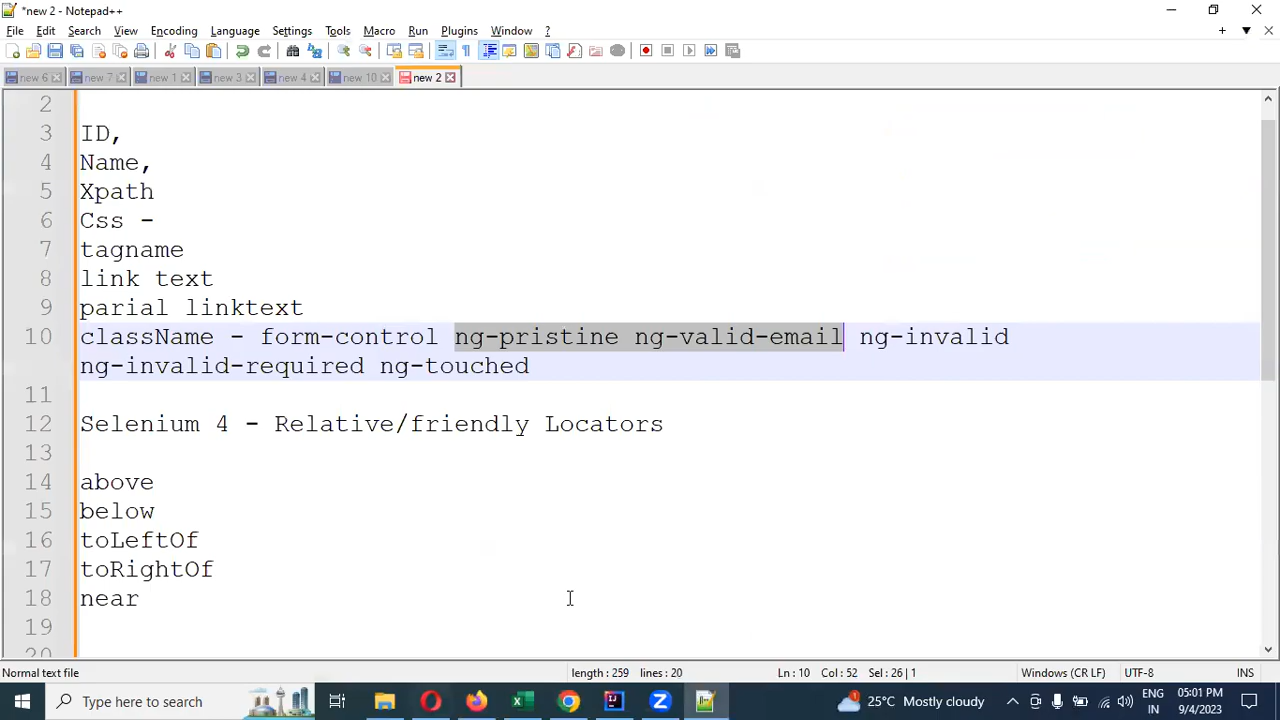 *new 2 - Notepad++
File Edit Search View Encoding Language Settings Tools Macro Run Plugins Window ?
new 6 new 7 new 1 new 3 new 4 new 10 new 2
2
3 ID,
4 Name,
5 Xpath
6 Css -
7 tagname
8 link text
9 parial linktext
10 className - form-control ng-pristine ng-valid-email ng-invalid
ng-invalid-required ng-touched
11
12 Selenium 4 - Relative/friendly Locators
13
14 above
15 below
16 toLeftOf
17 toRightOf
18 near
19
20
Normal text file length : 259 lines : 20 Ln : 10 Col : 52 Sel : 26 | 1 Windows (CR LF) UTF-8 INS
Type here to search 25°C Mostly cloudy ENG IN 05:01 PM 9/4/2023